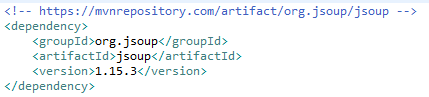 <!-- https://mvnrepository.com/artifact/org.jsoup/jsoup -->
<dependency>
    <groupId>org.jsoup</groupId>
    <artifactId>jsoup</artifactId>
    <version>1.15.3</version>
</dependency>